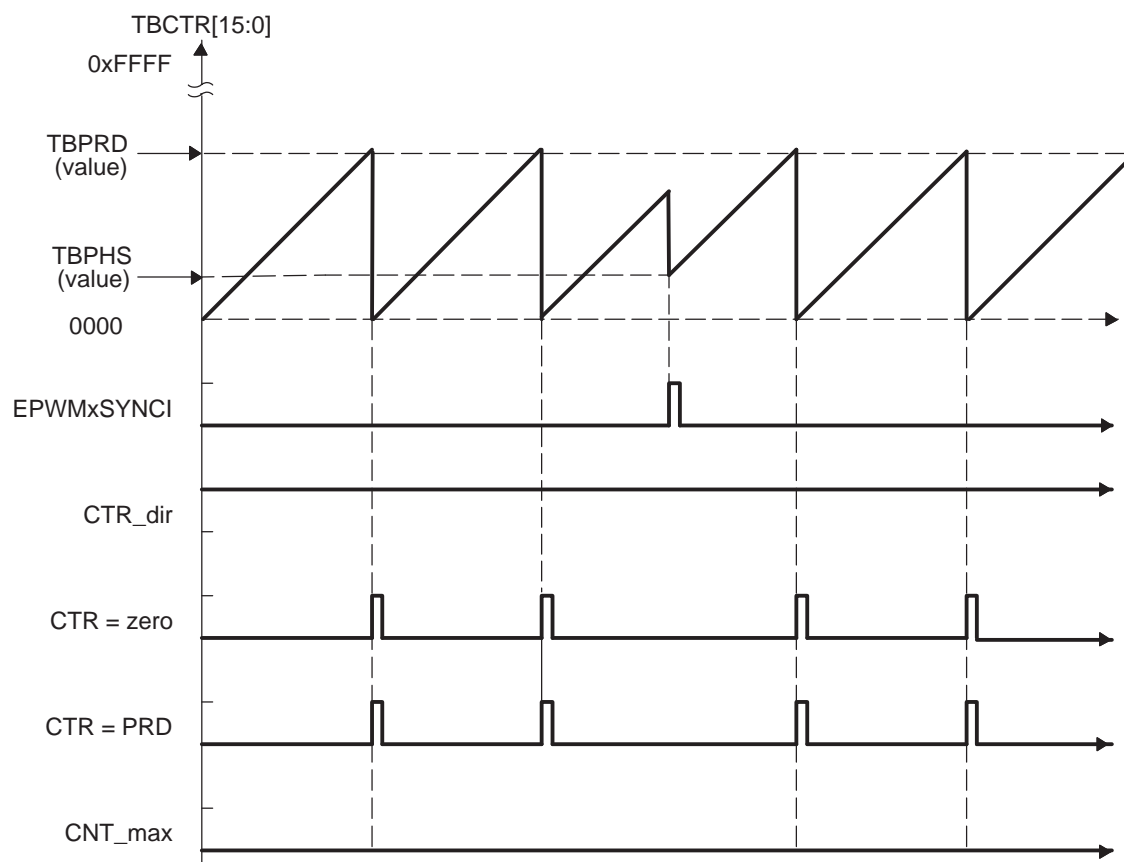 TBCTR[15:0]
0xFFFF
TBPRD
(value)
TBPHS
(value)
0000
EPWMxSYNCI
CTR_dir
CTR = zero
CTR = PRD
CNT_max